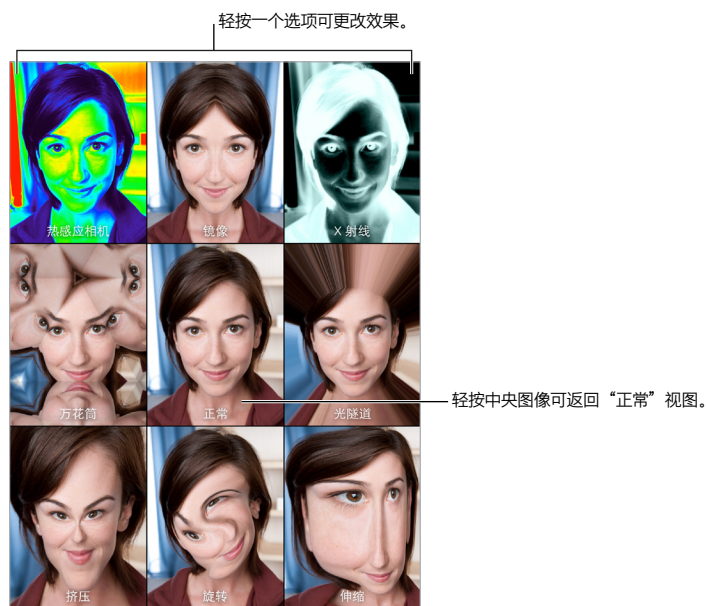 轻按一个选项可更改效果。
热感应相机
镜像
X 射线
万花筒
正常
光隧道
轻按中央图像可返回“正常”视图。
挤压
旋转
伸缩